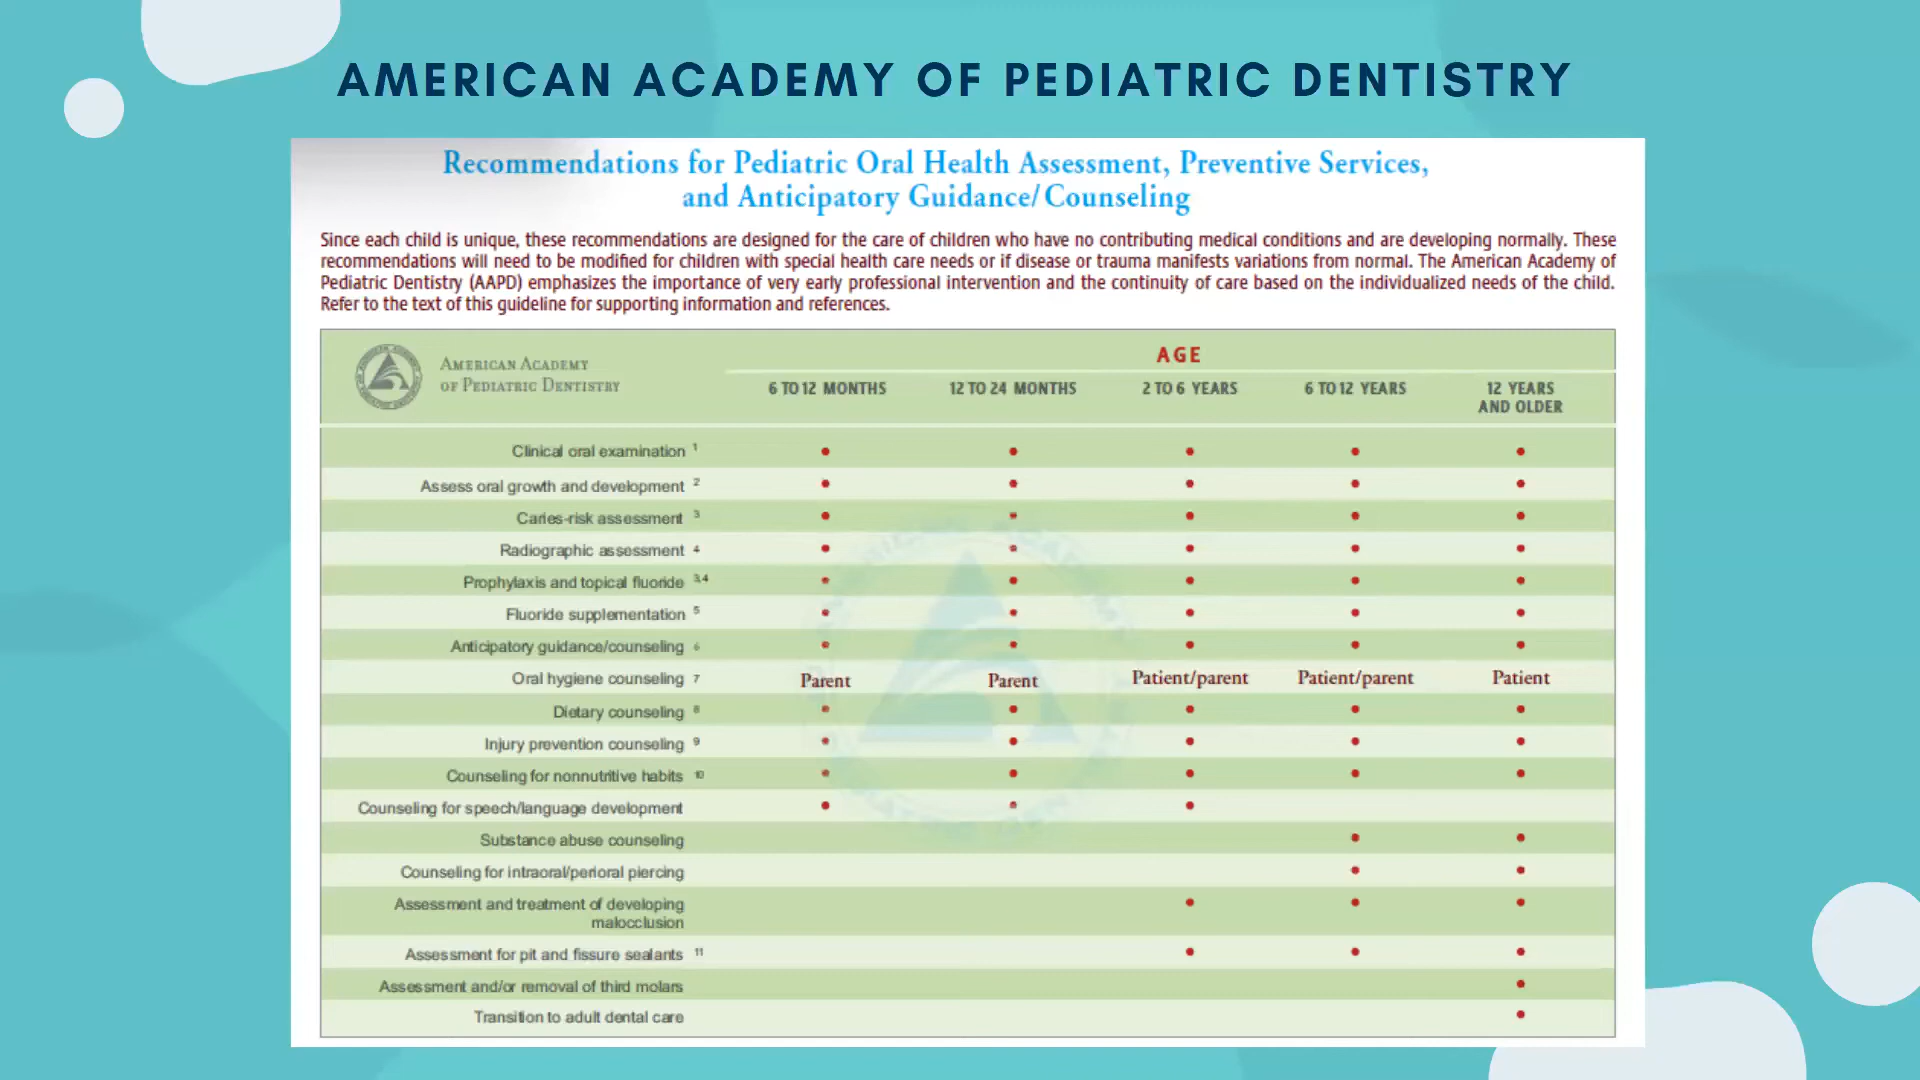 AMERICAN ACADEMY OF PEDIATRIC DENTISTRY
Recommendations for Pediatric Oral Health Assessment, Preventive Services,
and Anticipatory Guidance/Counseling
Since each child is unique, these recommendations are designed for the care of children who have no contributing medical conditions and are developing normally. These
recommendations will need to be modified for children with special health care needs or if disease or trauma manifests variations from normal. The American Academy of
Pediatric Dentistry (AAPD) emphasizes the importance of very early professional intervention and the continuity of care based on the individualized needs of the child.
Refer to the text of this guideline for supporting information and references.
AMERICAN ACADEMY
OF PEDIATRIC DENTISTRY
AGE
6 TO 12 MONTHS 12 TO 24 MONTHS 2 TO 6 YEARS 6 TO 12 YEARS 12 YEARS
AND OLDER
Clinical oral examination 1 • • • • •
Assess oral growth and development 2 • • • • •
Caries-risk assessment 3 • • • • •
Radiographic assessment 4 • • • • •
Prophylaxis and topical fluoride 3,4 • • • • •
Fluoride supplementation 5 • • • • •
Anticipatory guidance/counseling 6 • • • • •
Oral hygiene counseling 7 Parent Parent Patient/parent Patient/parent Patient
Dietary counseling 8 • • • • •
Injury prevention counseling 9 • • • • •
Counseling for nonnutritive habits 10 • • • • •
Counseling for speech/language development • • •
Substance abuse counseling • •
Counseling for intraoral/perioral piercing • •
Assessment and treatment of developing
malocclusion • • •
Assessment for pit and fissure sealants 11 • • •
Assessment and/or removal of third molars •
Transition to adult dental care •